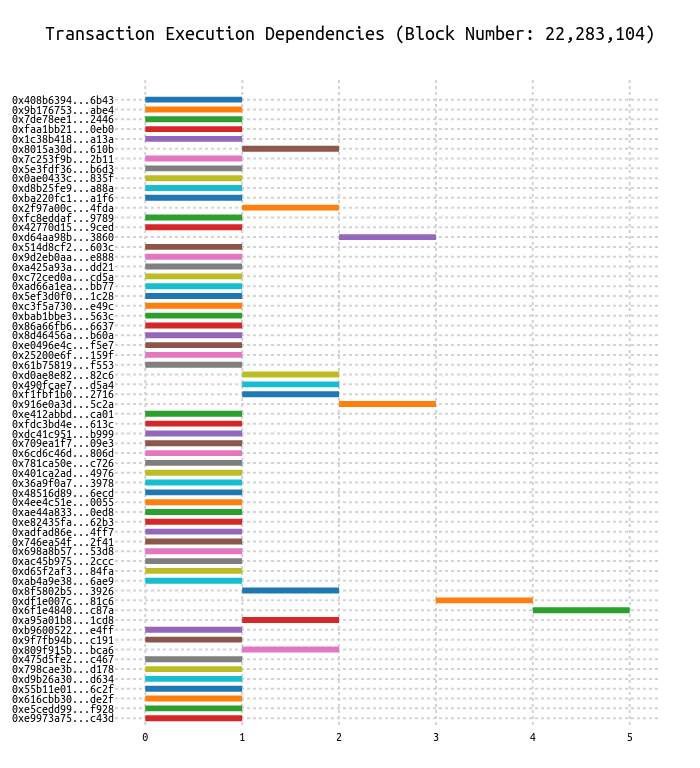 Transaction Execution Dependencies (Block Number: 22,283,104)
0x408b6394...6b43
0x9b176753...abe4
0x7de78ee1...2446
0xfaa1bb21...0eb0
0x1c38b418...a13a
0x8015a30d...610b
0x7c253f9b...2b11
0x5e3fdf36...b6d3
0x0ae0433c...835f
0xd8b25fe9...a88a
0xba220fc1...a1f6
0x2f97a00c...4fda
0xfc8eddaf...9789
0x42770d15...9ced
0xd64aa98b...3860
0x514d8cf2...603c
0x9d2eb0aa...e888
0xa425a93a...dd21
0xc72ced0a...cd5a
0xad66a1ea...bb77
0x5ef3d0f0...1c28
0xc3f5a730...e49c
0xbab1bbe3...563c
0x86a66fb6...6637
0x8d46456a...b60a
0xe0496e4c...f5e7
0x25200e6f...159f
0x61b75819...f553
0xd0ae8e82...82c6
0x490fcae7...d5a4
0xf1fbf1b0...2716
0x916e0a3d...5c2a
0xe412abbd...ca01
0xfdc3bd4e...613c
0xdc41c951...b999
0x709ea1f7...09e3
0x6cd6c46d...806d
0x781ca50e...c726
0x401ca2ad...4976
0x36a9f0a7...3978
0x48516d89...6ecd
0x4ee4c51e...0055
0xae44a833...0ed8
0xe82435fa...62b3
0xadfad86e...4ff7
0x746ea54f...2f41
0x698a8b57...53d8
0xac45b975...2ccc
0xd65f2af3...84fa
0xab4a9e38...6ae9
0x8f5802b5...3926
0xdf1e007c...81c6
0x6f1e4840...c87a
0xa95a01b8...1cd8
0xb9600522...e4ff
0x9f7fb94b...c191
0x809f915b...bca6
0x475d5fe2...c467
0x798cae3b...d178
0xd9b26a30...d634
0x55b11e01...6c2f
0x616cbb30...de2f
0xe5cedd99...f928
0xe9973a75...c43d
0 1 2 3 4 5